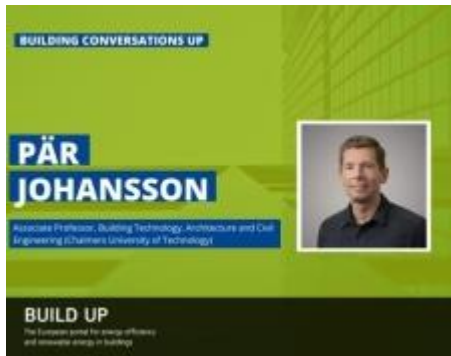 BUILDING CONVERSATIONS UP
PÄR
JOHANSSON
Associate Professor, Building Technology, Architecture and Civil
Engineering (Chalmers University of Technology)
BUILD UP
The European portal for energy efficiency
and renewable energy in buildings